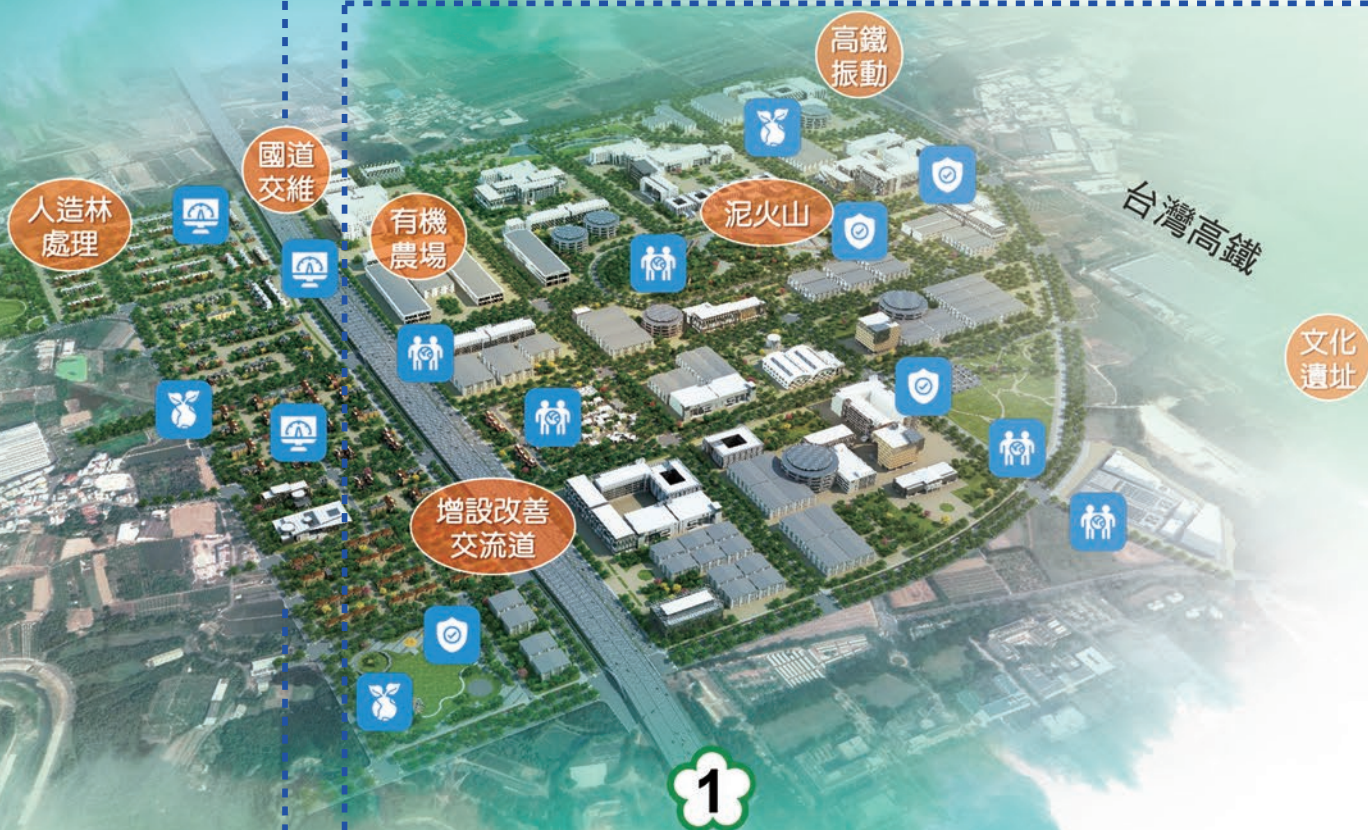 高鐵
振動
國道
交維
人造林
處理
有機
農場
泥火山
台灣高鐵
文化
遺址
增設改善
交流道
1